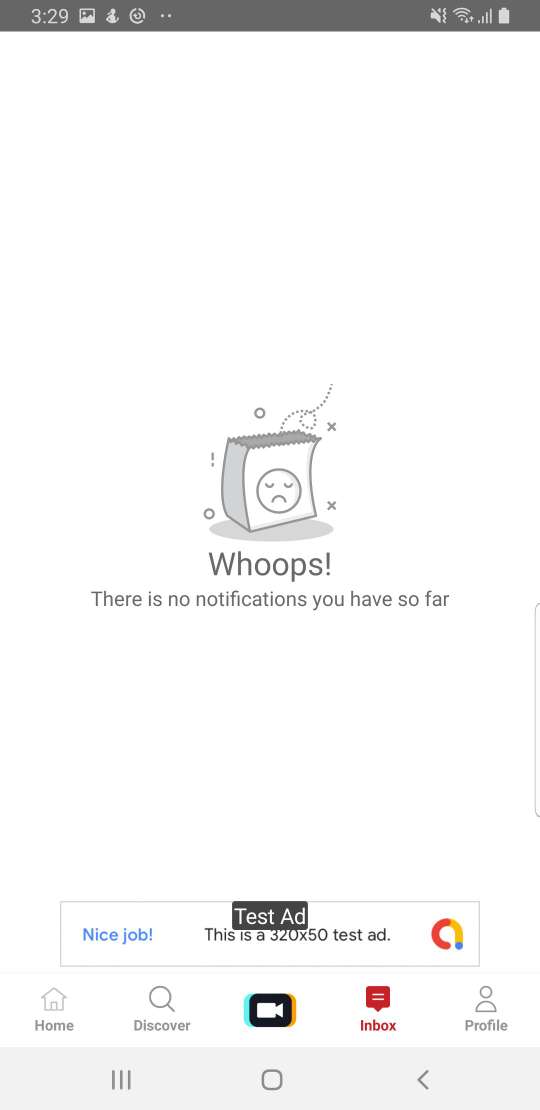 3:29
Whoops!
There is no notifications you have so far
Test Ad
Nice job!
This is a 320x50 test ad.
Home
Discover
Inbox
Profile